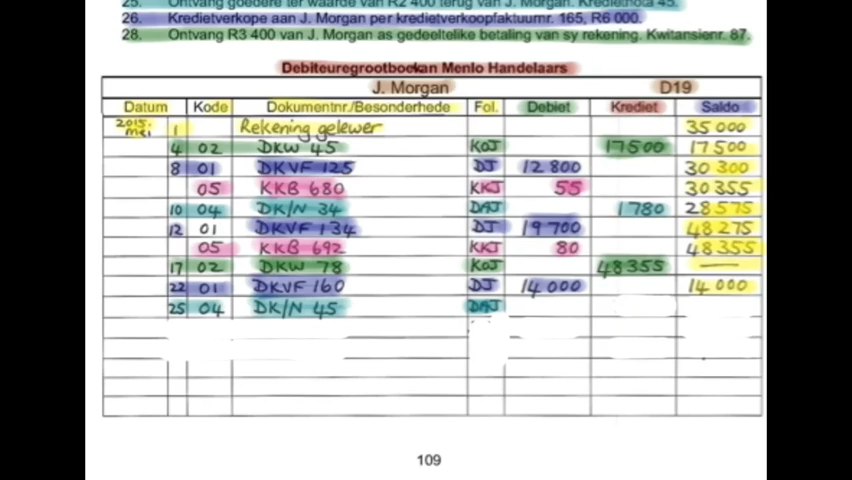 25. Ontvang goedere ter waarde van R2 400 terug van J. Morgan. Kredietnota 45.
26. Kredietverkope aan J. Morgan per kredietverkoopfaktuurnr. 165, R6 000.
28. Ontvang R3 400 van J. Morgan as gedeeltelike betaling van sy rekening. Kwitansienr. 87.
Debiteuregrootboek an Menlo Handelaars
J. Morgan D19
Datum Kode Dokumentnr./Besonderhede Fol. Debiet Krediet Saldo
2015. mei 1 Rekening gelewer 35 000
4 02 DKW 45 KOJ 17500 17 500
8 01 DKVF 125 DJ 12 800 30 300
05 KKB 680 KKJ 55 30 355
10 04 DK/N 34 DAJ 1780 28 575
12 01 DKVF 134 DJ 19 700 48 275
05 KKB 692 KKJ 80 48 355
17 02 DKW 78 KOJ 48355 —
22 01 DKVF 160 DJ 14 000 14 000
25 04 DK/N 45 DAJ
109